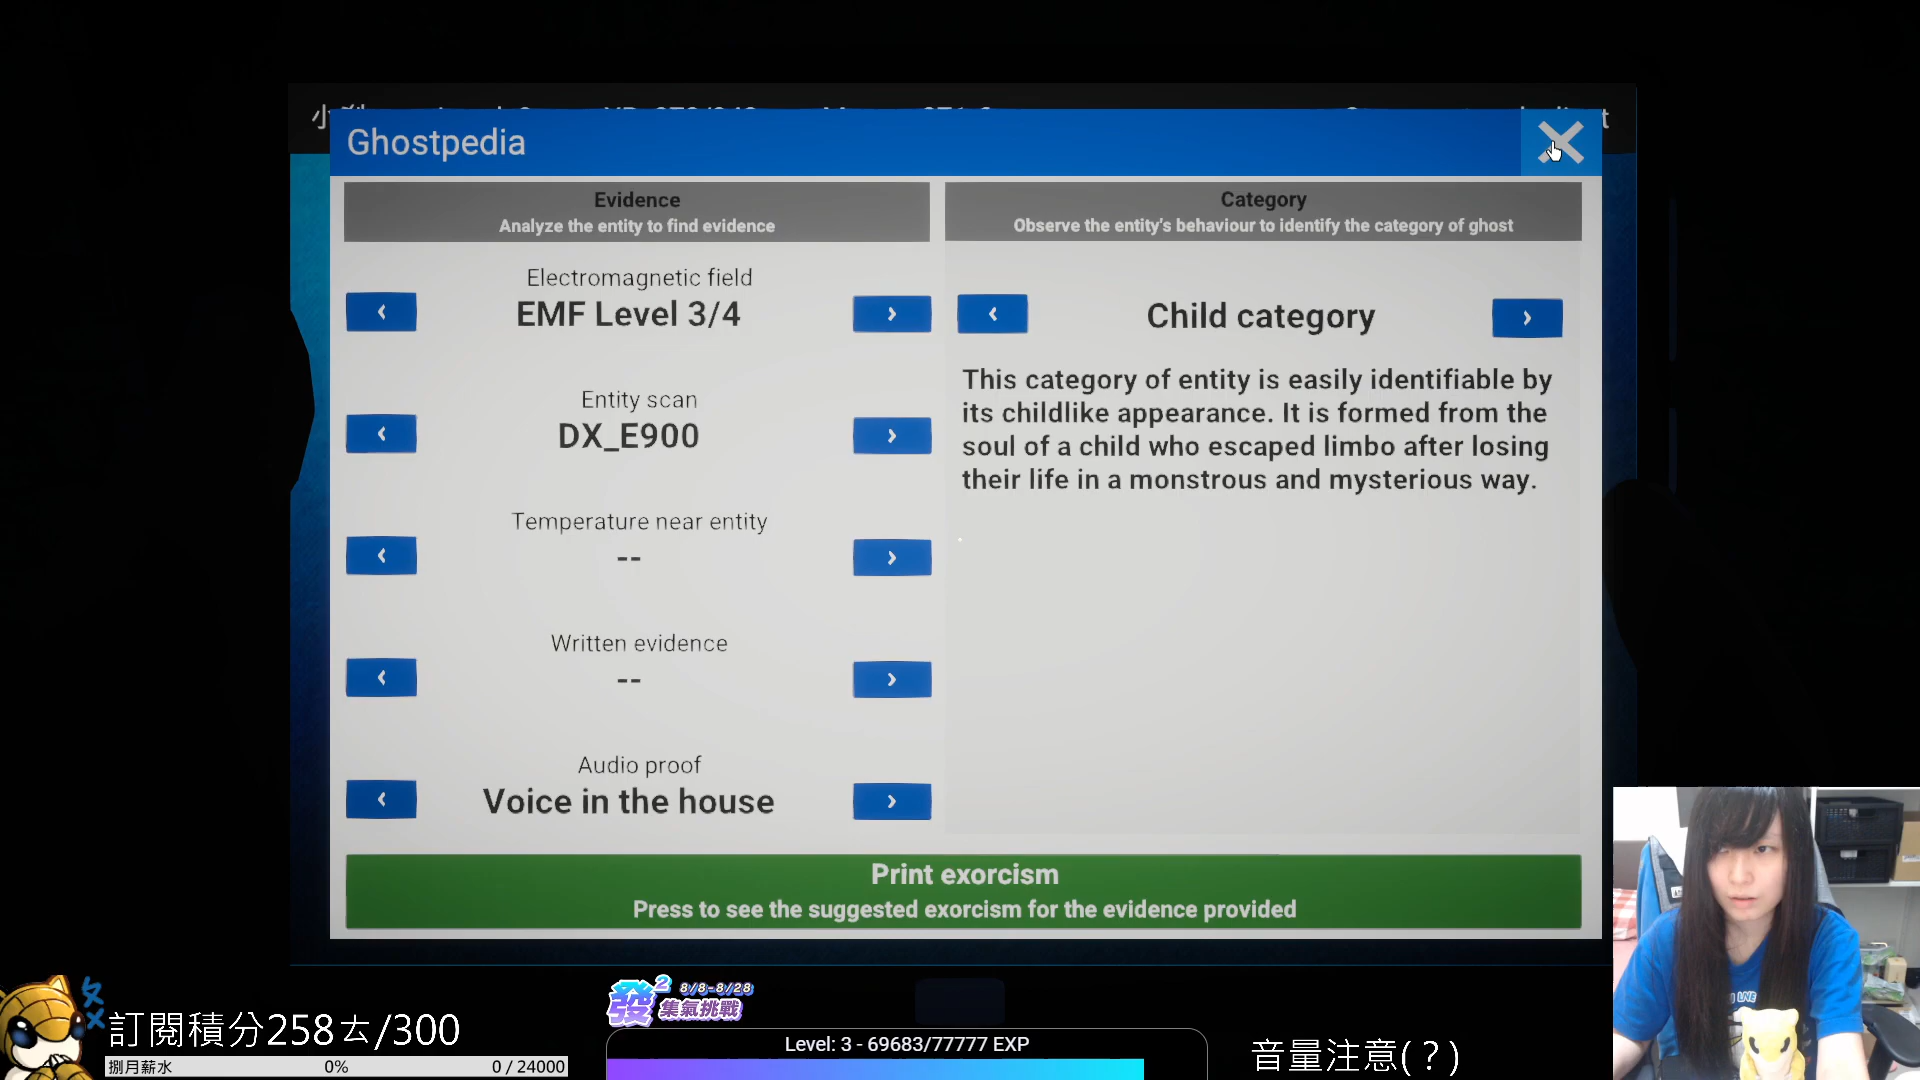 Ghostpedia
Evidence
Analyze the entity to find evidence
Category
Observe the entity's behaviour to identify the category of ghost
Electromagnetic field
EMF Level 3/4
Child category
This category of entity is easily identifiable by
its childlike appearance. It is formed from the
soul of a child who escaped limbo after losing
their life in a monstrous and mysterious way.
Entity scan
DX_E900
Temperature near entity
--
Written evidence
--
Audio proof
Voice in the house
Print exorcism
Press to see the suggested exorcism for the evidence provided
訂閱積分258ㄊ/300
捌月薪水 0% 0 / 24000
發2 8/8-8/28
集氣挑戰
Level: 3 - 69683/77777 EXP
音量注意(？)